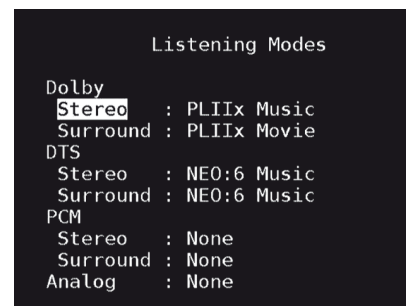 Listening Modes
Dolby
Stereo : PLIIx Music
Surround : PLIIx Movie
DTS
Stereo : NEO:6 Music
Surround : NEO:6 Music
PCM
Stereo : None
Surround : None
Analog : None